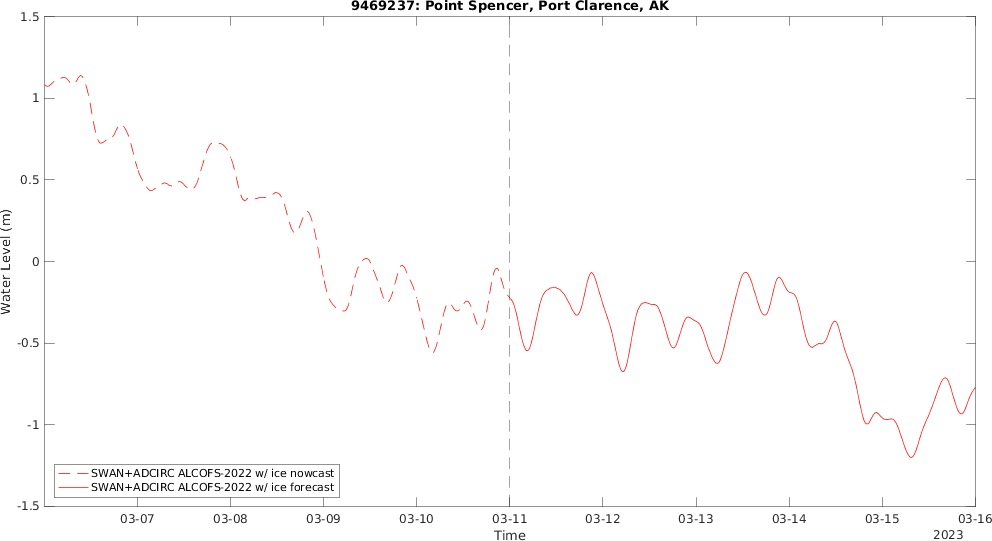 9469237: Point Spencer, Port Clarence, AK
1.5
1
0.5
0
-0.5
-1
-1.5
Water Level (m)
SWAN+ADCIRC ALCOFS-2022 w/ ice nowcast
SWAN+ADCIRC ALCOFS-2022 w/ ice forecast
03-07 03-08 03-09 03-10 03-11 03-12 03-13 03-14 03-15 03-16
Time
2023